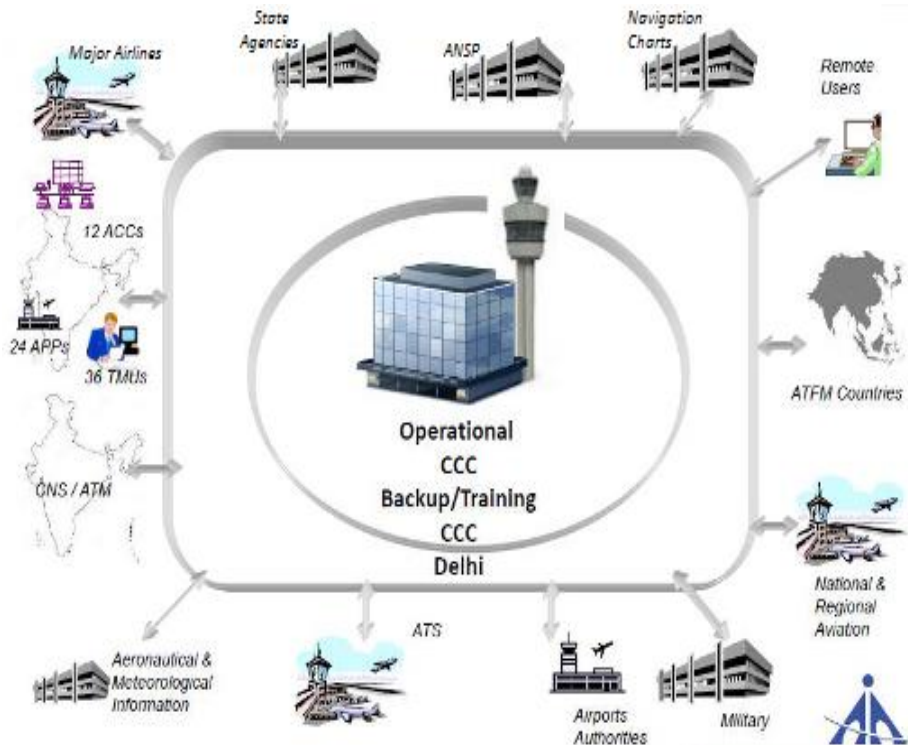 State
Agencies
Navigation
Charts
Major Airlines
ANSP
Remote
Users
12 ACCs
24 APPs
36 TMUs
ATFM Countries
Operational
CCC
Backup/Training
CCC
Delhi
CNS / ATM
National &
Regional
Aviation
ATS
Aeronautical &
Meteorological
Information
Airports
Authorities
Military